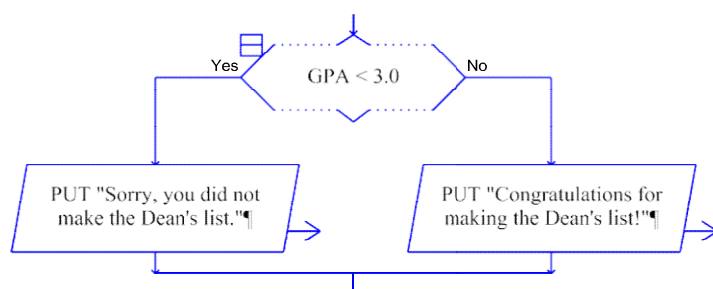 GPA < 3.0
Yes
No
PUT "Sorry, you did not
make the Dean's list."¶
PUT "Congratulations for
making the Dean's list!"¶